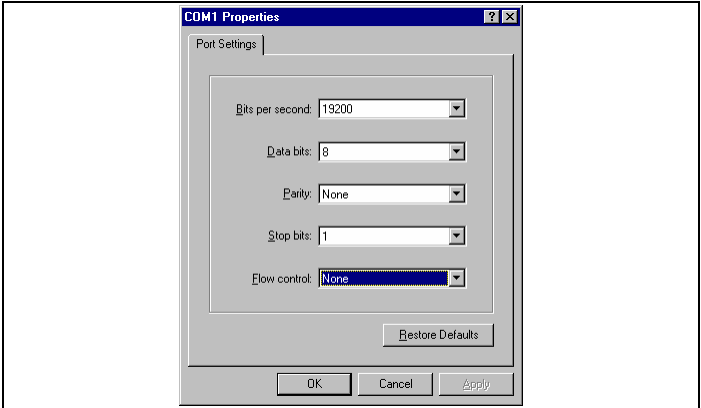 COM1 Properties
Port Settings
Bits per second: 19200
Data bits: 8
Parity: None
Stop bits: 1
Flow control: None
Restore Defaults
OK Cancel Apply